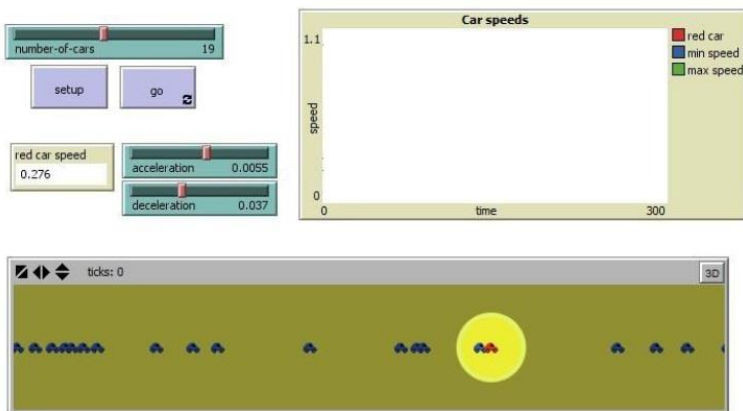 number-of-cars 19
setup
go
red car speed
0.276
acceleration 0.0055
deceleration 0.037
Car speeds
1.1
speed
0
0 time 300
red car
min speed
max speed
ticks: 0
3D